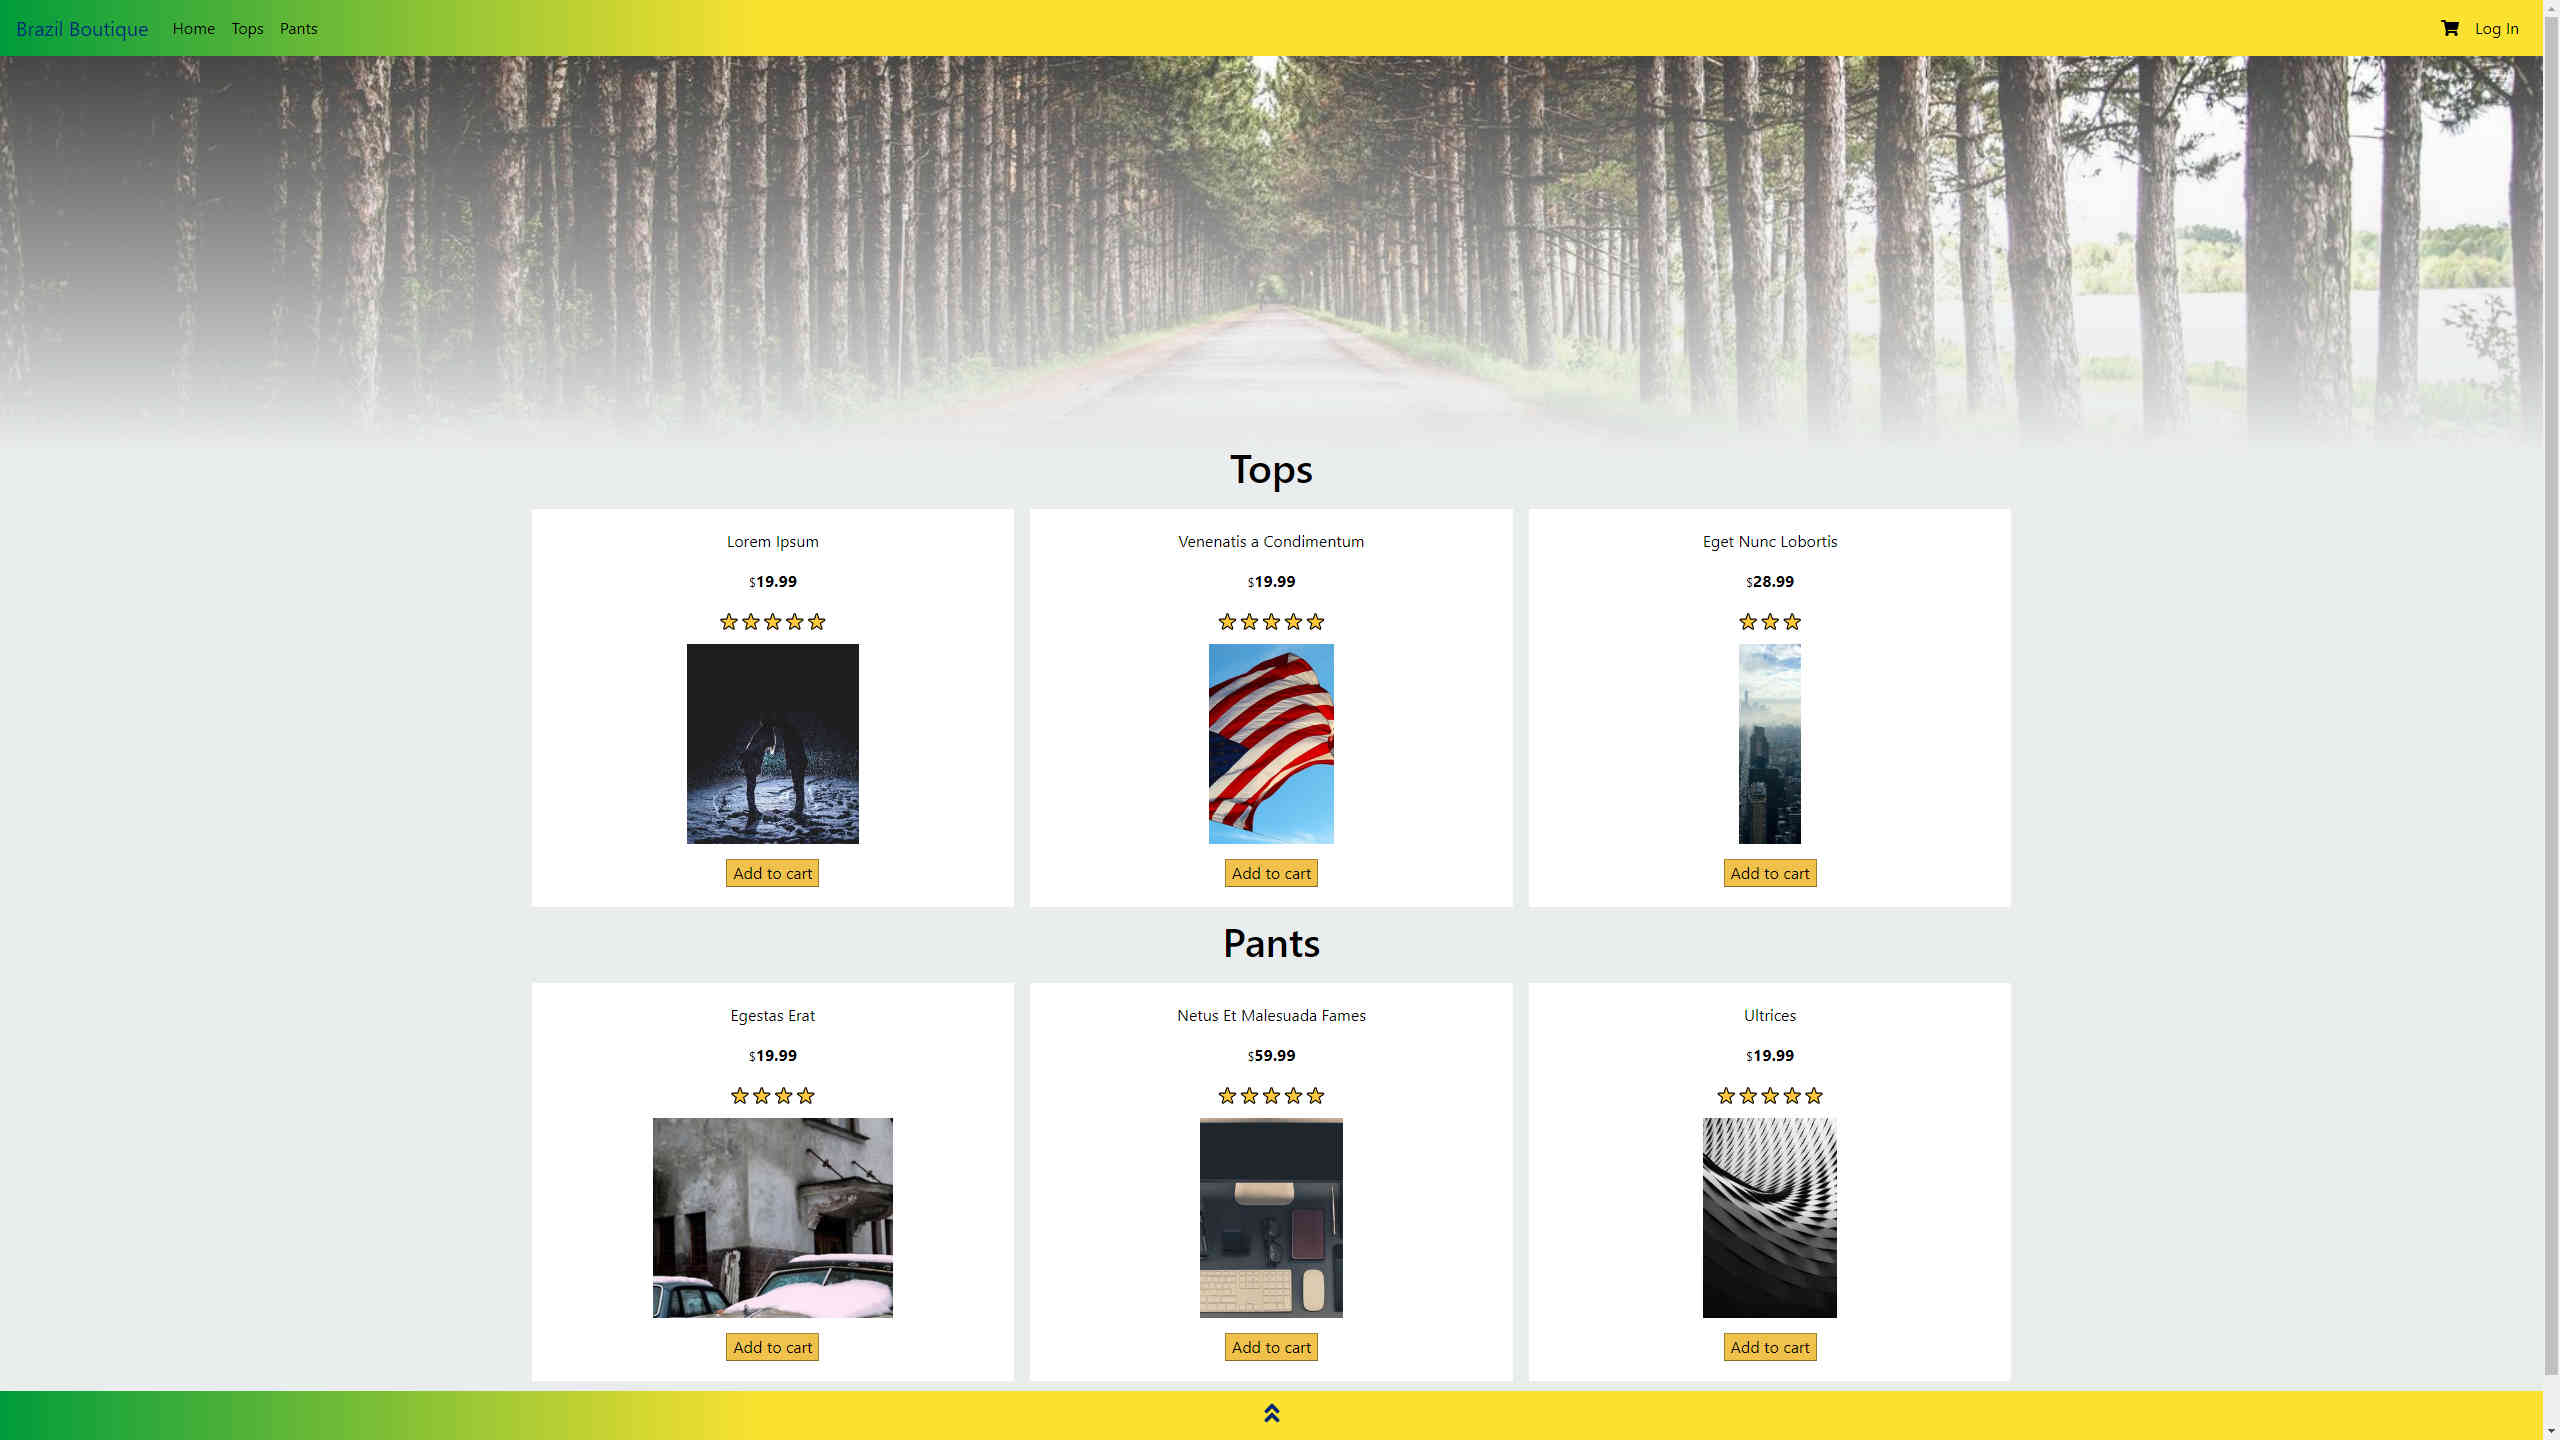 Brazil Boutique Home Tops Pants Log In
Tops
Lorem Ipsum Venenatis a Condimentum Eget Nunc Lobortis
$19.99 $19.99 $28.99
Add to cart Add to cart Add to cart
Pants
Egestas Erat Netus Et Malesuada Fames Ultrices
$19.99 $59.99 $19.99
Add to cart Add to cart Add to cart